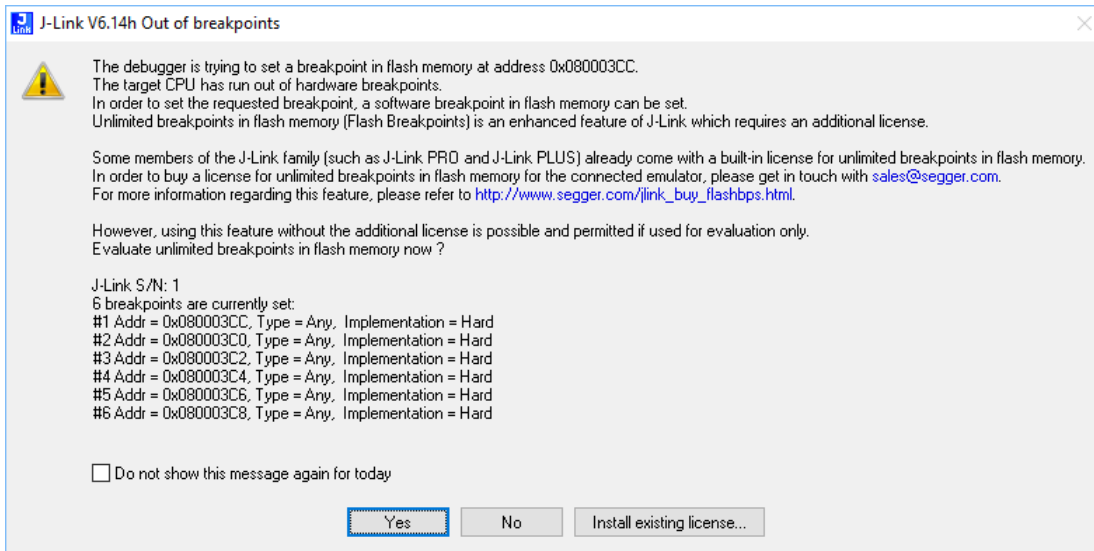 J-Link V6.14h Out of breakpoints
The debugger is trying to set a breakpoint in flash memory at address 0x080003CC.
The target CPU has run out of hardware breakpoints.
In order to set the requested breakpoint, a software breakpoint in flash memory can be set.
Unlimited breakpoints in flash memory (Flash Breakpoints) is an enhanced feature of J-Link which requires an additional license.
Some members of the J-Link family (such as J-Link PRO and J-Link PLUS) already come with a built-in license for unlimited breakpoints in flash memory.
In order to buy a license for unlimited breakpoints in flash memory for the connected emulator, please get in touch with sales@segger.com.
For more information regarding this feature, please refer to http://www.segger.com/jlink_buy_flashbps.html.
However, using this feature without the additional license is possible and permitted if used for evaluation only.
Evaluate unlimited breakpoints in flash memory now ?
J-Link S/N: 1
6 breakpoints are currently set:
#1 Addr = 0x080003CC, Type = Any, Implementation = Hard
#2 Addr = 0x080003C0, Type = Any, Implementation = Hard
#3 Addr = 0x080003C2, Type = Any, Implementation = Hard
#4 Addr = 0x080003C4, Type = Any, Implementation = Hard
#5 Addr = 0x080003C6, Type = Any, Implementation = Hard
#6 Addr = 0x080003C8, Type = Any, Implementation = Hard
Do not show this message again for today
Yes No Install existing license...